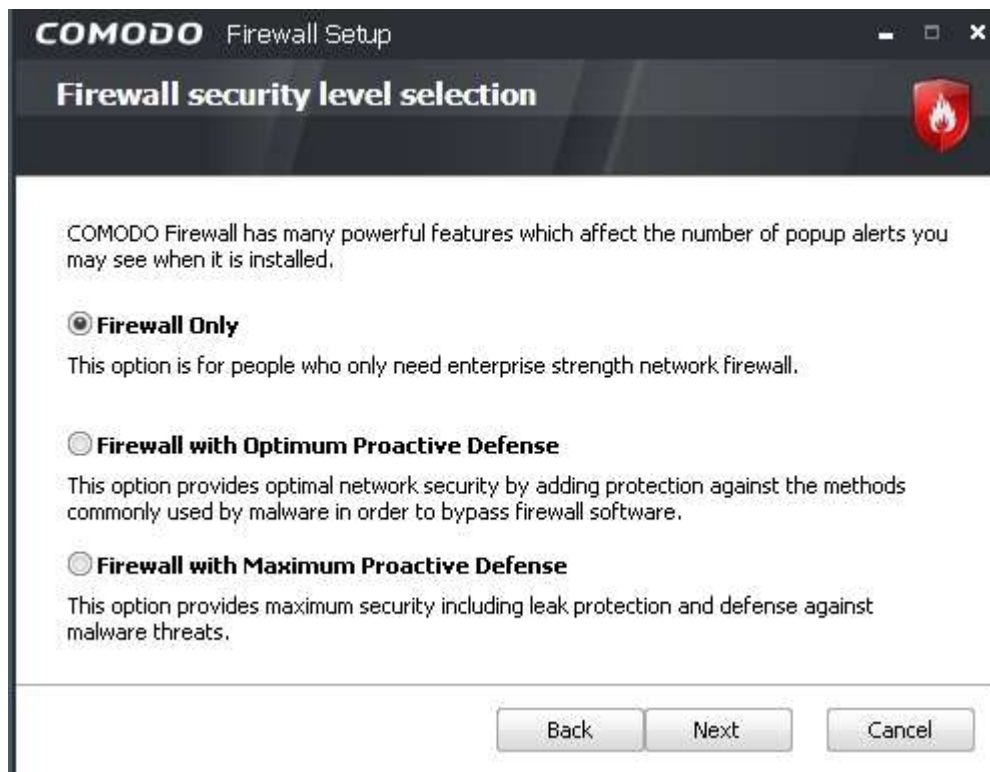 COMODO Firewall Setup
Firewall security level selection
COMODO Firewall has many powerful features which affect the number of popup alerts you
may see when it is installed.
Firewall Only
This option is for people who only need enterprise strength network firewall.
Firewall with Optimum Proactive Defense
This option provides optimal network security by adding protection against the methods
commonly used by malware in order to bypass firewall software.
Firewall with Maximum Proactive Defense
This option provides maximum security including leak protection and defense against
malware threats.
Back Next Cancel